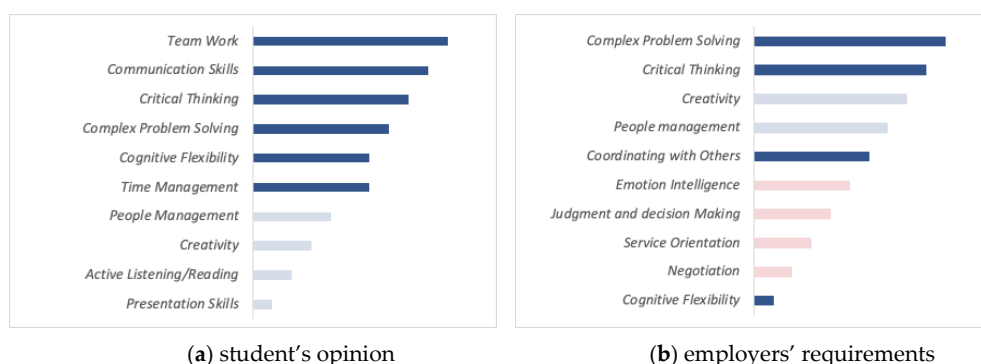 Team Work
Communication Skills
Critical Thinking
Complex Problem Solving
Cognitive Flexibility
Time Management
People Management
Creativity
Active Listening/Reading
Presentation Skills
(a) student's opinion
Complex Problem Solving
Critical Thinking
Creativity
People management
Coordinating with Others
Emotion Intelligence
Judgment and decision Making
Service Orientation
Negotiation
Cognitive Flexibility
(b) employers' requirements